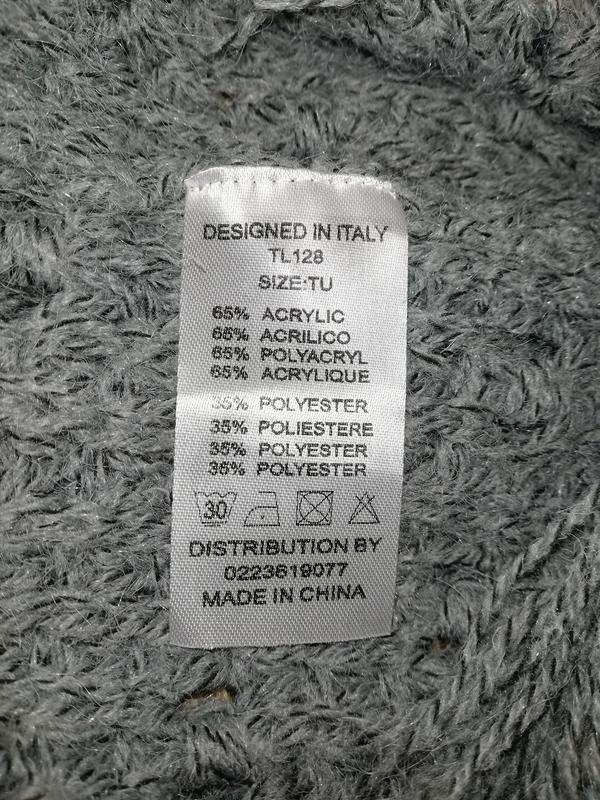 DESIGNED IN ITALY
TL128
SIZE:TU
65% ACRYLIC
65% ACRILICO
65% POLYACRYL
65% ACRYLIQUE
35% POLYESTER
35% POLIESTERE
35% POLYESTER
35% POLYESTER
30
DISTRIBUTION BY
0223619077
MADE IN CHINA